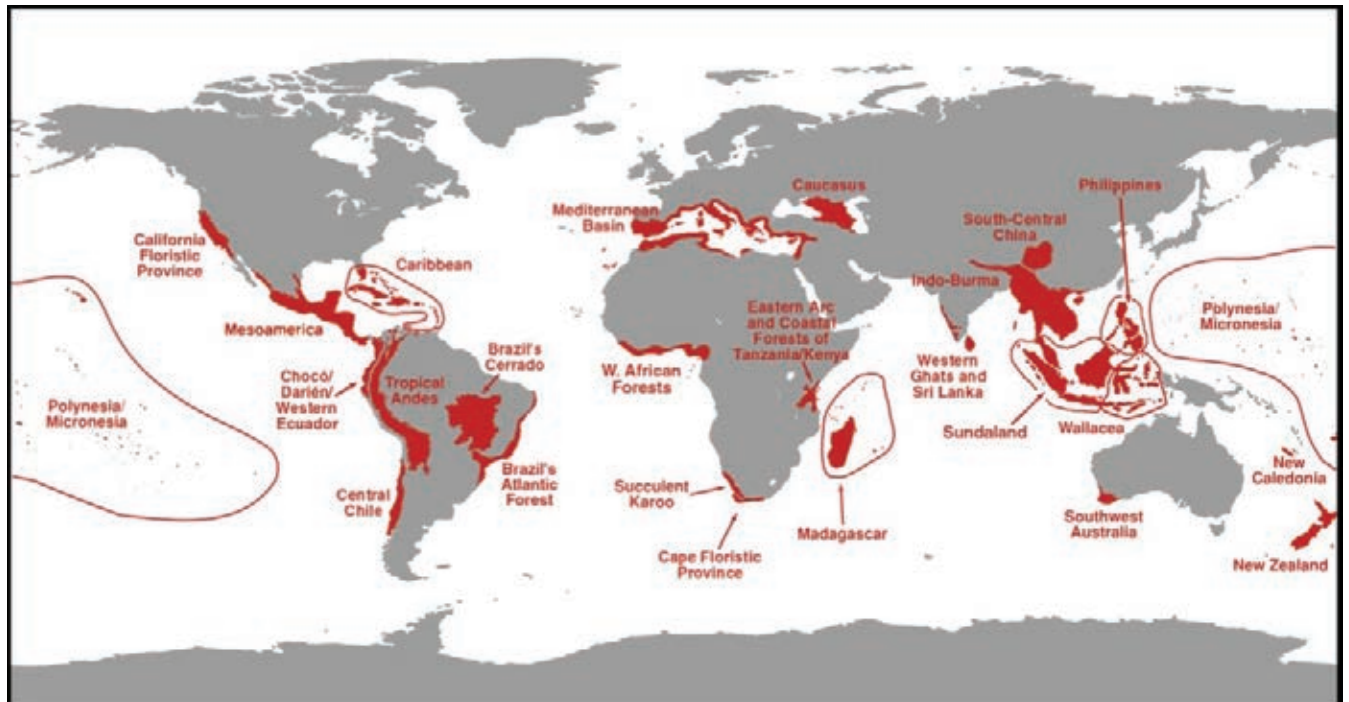 Caucasus
Philippines
Mediterranean
Basin
South-Central
China
California
Floristic
Province
Caribbean
Indo-Burma
Polynesia/
Micronesia
Mesoamerica
Eastern Arc
and Coastal
Forests of
Tanzania/Kenya
Brazil's
Cerrado
W. African
Forests
Western
Ghats and
Sri Lanka
Chocó/
Darién/
Western
Ecuador
Tropical
Andes
Polynesia/
Micronesia
Sundaland
Wallacea
New
Caledonia
Central
Chile
Brazil's
Atlantic
Forest
Succulent
Karoo
Madagascar
Southwest
Australia
Cape Floristic
Province
New Zealand